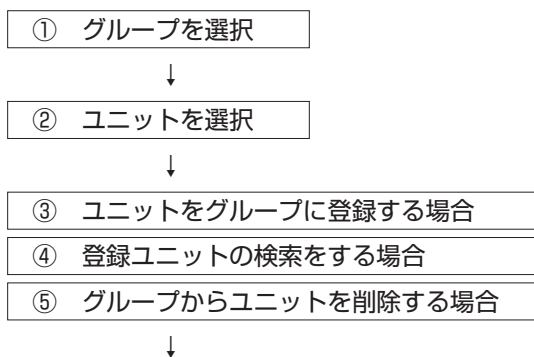 ① グループを選択
↓
② ユニットを選択
↓
③ ユニットをグループに登録する場合
④ 登録ユニットの検索をする場合
⑤ グループからユニットを削除する場合
↓